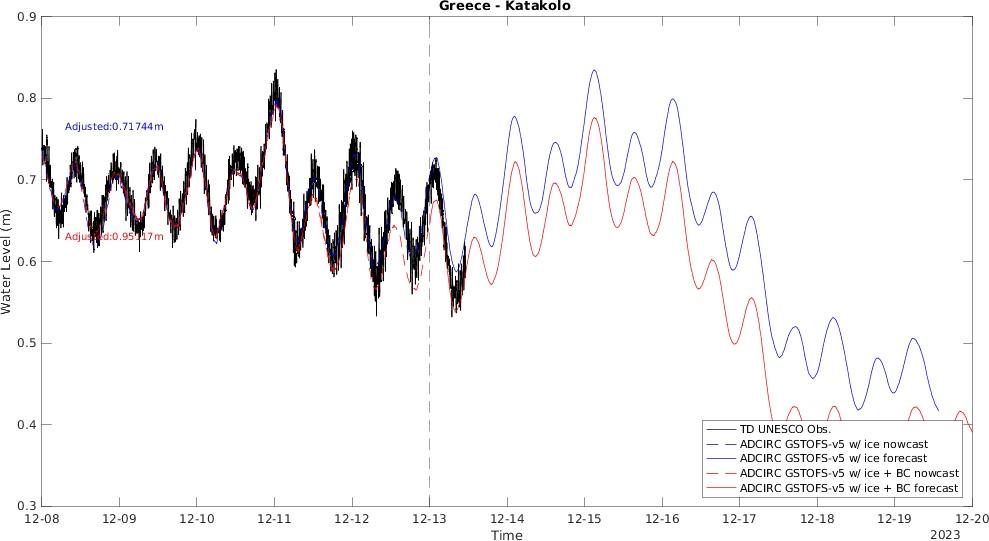 Greece - Katakolo
0.9
0.8
0.7
0.6
0.5
0.4
0.3
Water Level (m)
Adjusted:0.71744m
Adjusted:0.95117m
TD UNESCO Obs.
ADCIRC GSTOFS-v5 w/ ice nowcast
ADCIRC GSTOFS-v5 w/ ice forecast
ADCIRC GSTOFS-v5 w/ ice + BC nowcast
ADCIRC GSTOFS-v5 w/ ice + BC forecast
12-08 12-09 12-10 12-11 12-12 12-13 12-14 12-15 12-16 12-17 12-18 12-19 12-20
Time
2023